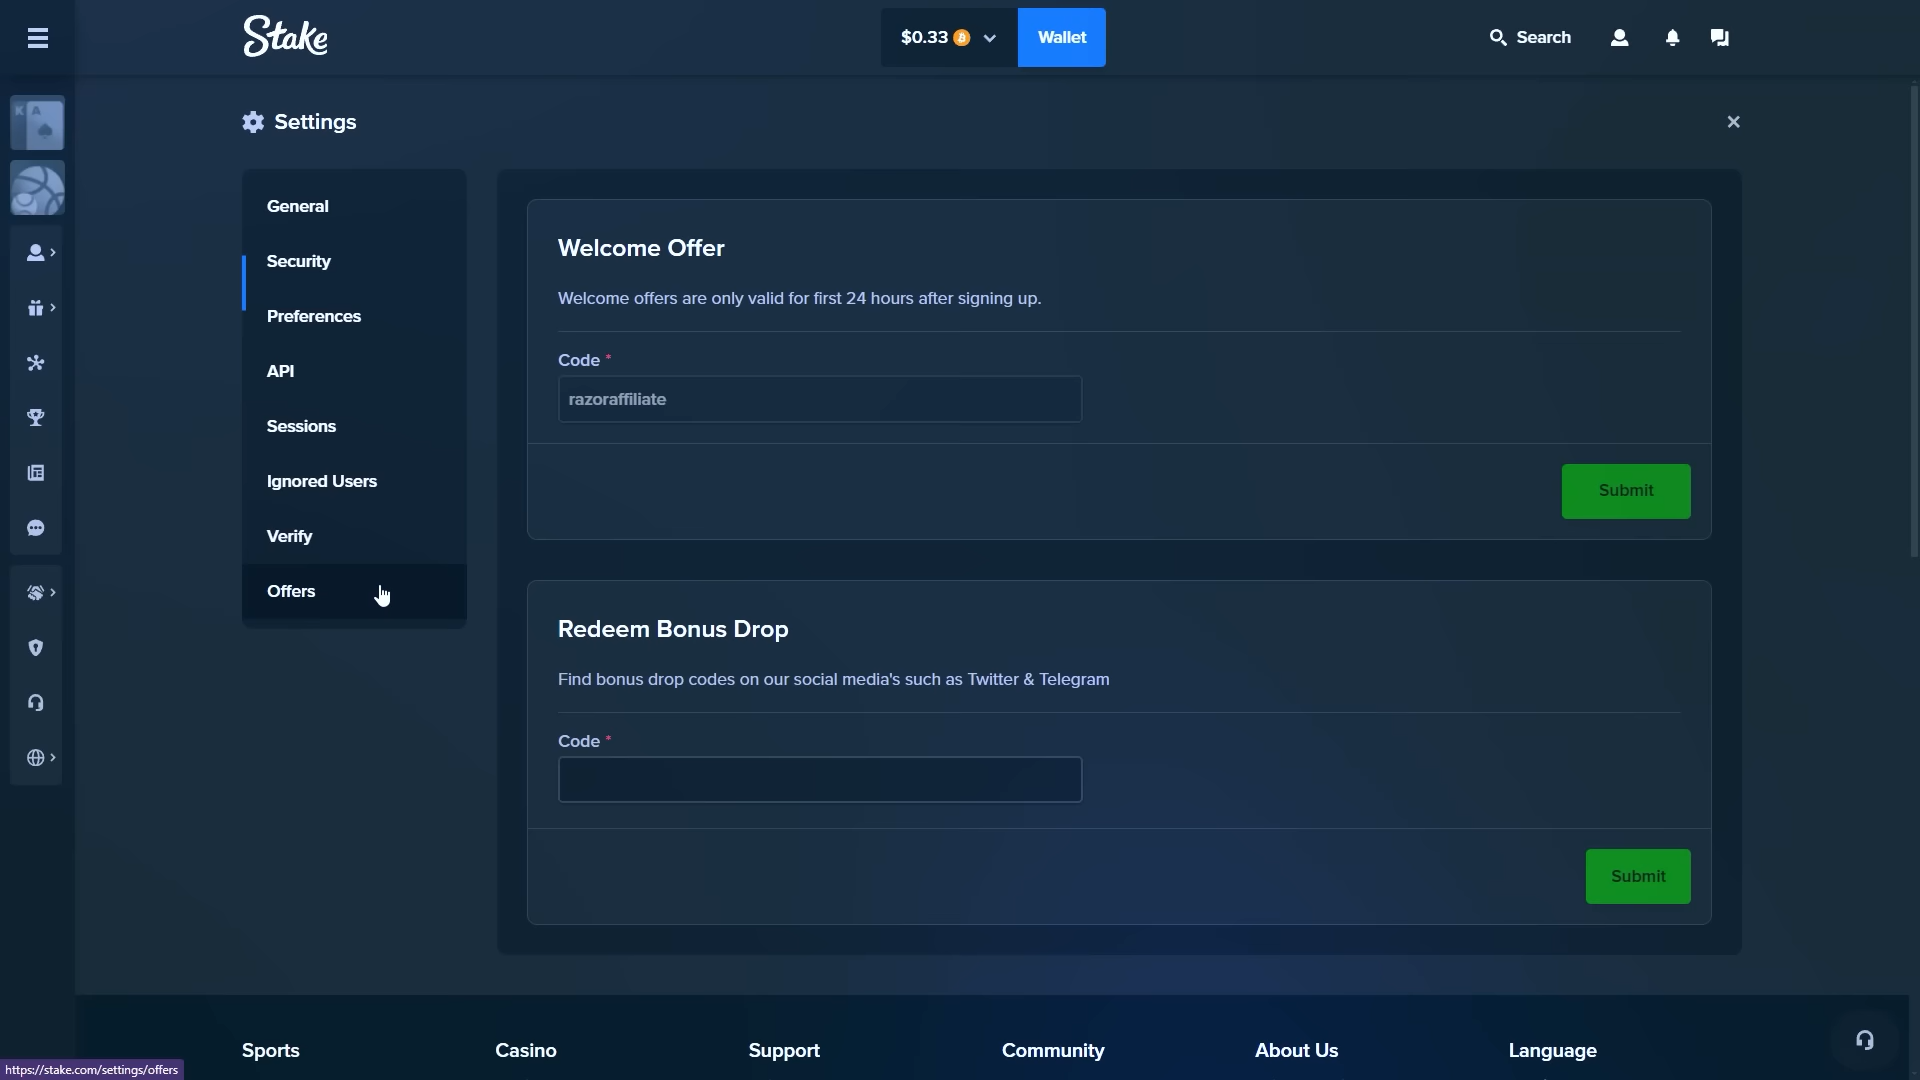 Stake
$0.33
Wallet
Search
K A
Settings
General
Security
Preferences
API
Sessions
Ignored Users
Verify
Offers
Welcome Offer
Welcome offers are only valid for first 24 hours after signing up.
Code *
razoraffiliate
Submit
Redeem Bonus Drop
Find bonus drop codes on our social media's such as Twitter & Telegram
Code *
Submit
Sports Casino Support Community About Us Language
https://stake.com/settings/offers